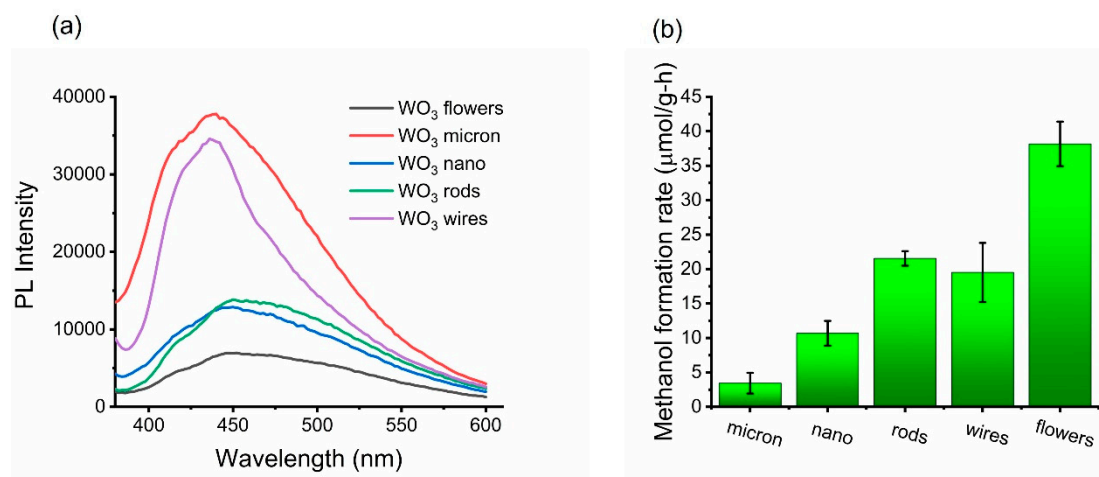 (a)
40000
30000
20000
10000
0
PL Intensity
400
450
500
550
600
Wavelength (nm)
WO₃ flowers
WO₃ micron
WO₃ nano
WO₃ rods
WO₃ wires
(b)
45
40
35
30
25
20
15
10
5
0
Methanol formation rate (μmol/g-h)
micron
nano
rods
wires
flowers